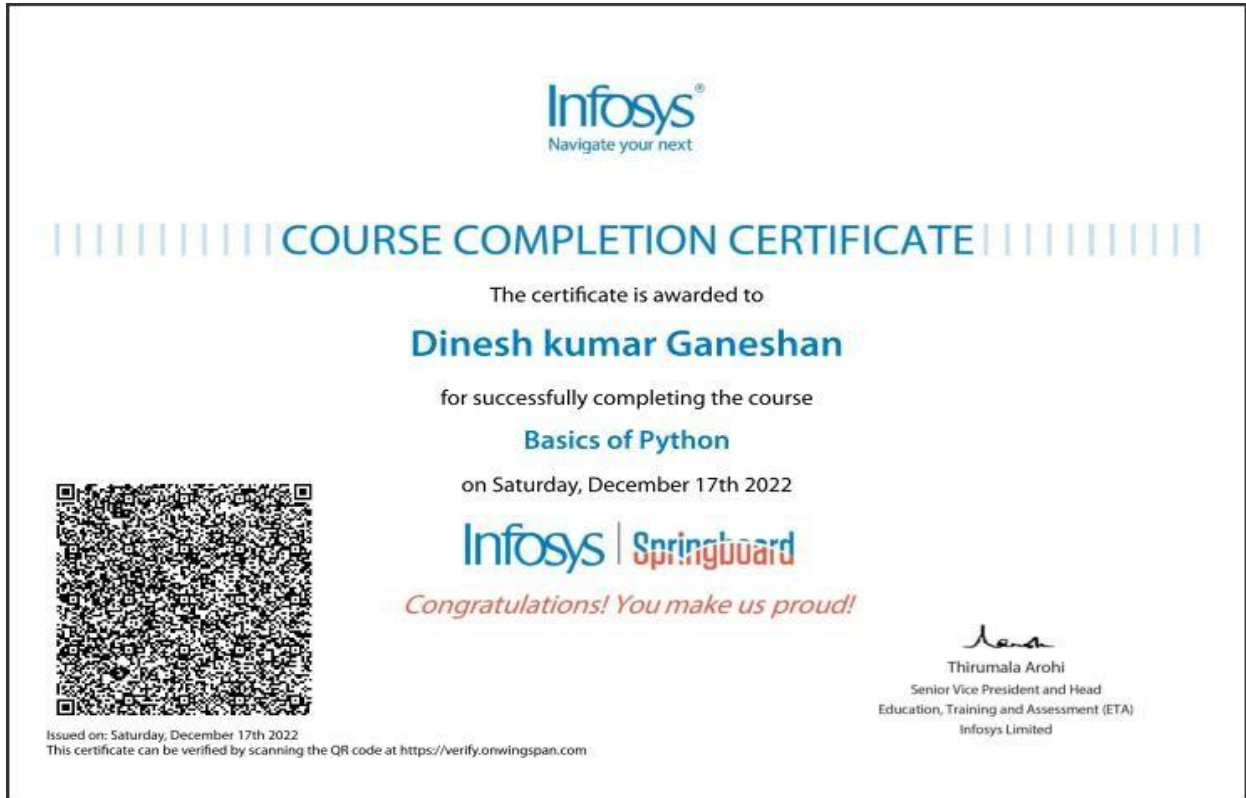 Infosys®
Navigate your next
COURSE COMPLETION CERTIFICATE
The certificate is awarded to
Dinesh kumar Ganeshan
for successfully completing the course
Basics of Python
on Saturday, December 17th 2022
Infosys | Springboard
Congratulations! You make us proud!
Thirumala Arohi
Senior Vice President and Head
Education, Training and Assessment (ETA)
Infosys Limited
Issued on: Saturday, December 17th 2022
This certificate can be verified by scanning the QR code at https://verify.onwingspan.com